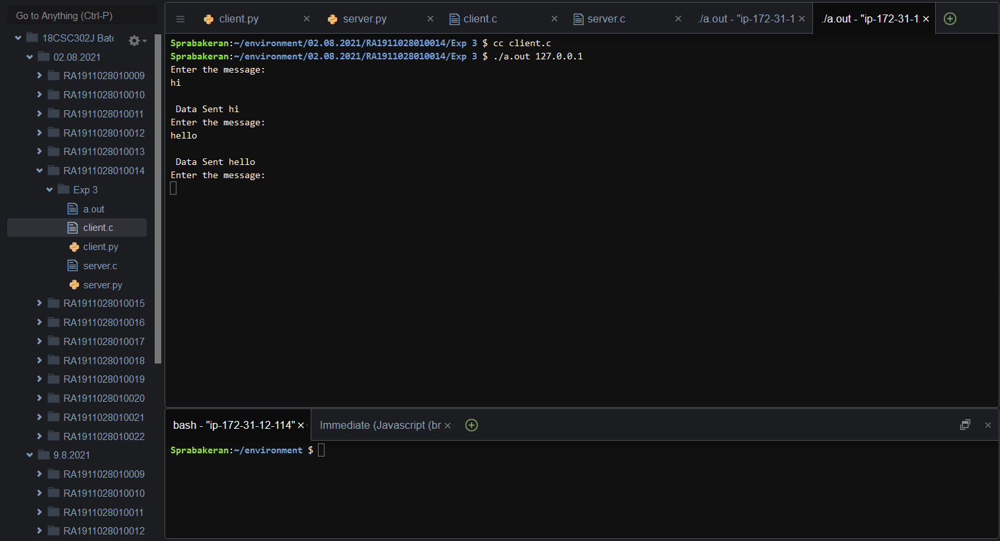 Go to Anything (Ctrl-P)
18CSC302J Batc
02.08.2021
RA1911028010009
RA1911028010010
RA1911028010011
RA1911028010012
RA1911028010013
RA1911028010014
Exp 3
a.out
client.c
client.py
server.c
server.py
RA1911028010015
RA1911028010016
RA1911028010017
RA1911028010018
RA1911028010019
RA1911028010020
RA1911028010021
RA1911028010022
9.8.2021
RA1911028010009
RA1911028010010
RA1911028010011
RA1911028010012
client.py server.py client.c server.c ./a.out - "ip-172-31-1 ./a.out - "ip-172-31-1
Sprabakeran:~/environment/02.08.2021/RA1911028010014/Exp 3 $ cc client.c
Sprabakeran:~/environment/02.08.2021/RA1911028010014/Exp 3 $ ./a.out 127.0.0.1
Enter the message:
hi
Data Sent hi
Enter the message:
hello
Data Sent hello
Enter the message:
bash - "ip-172-31-12-114" Immediate (Javascript (br
Sprabakeran:~/environment $